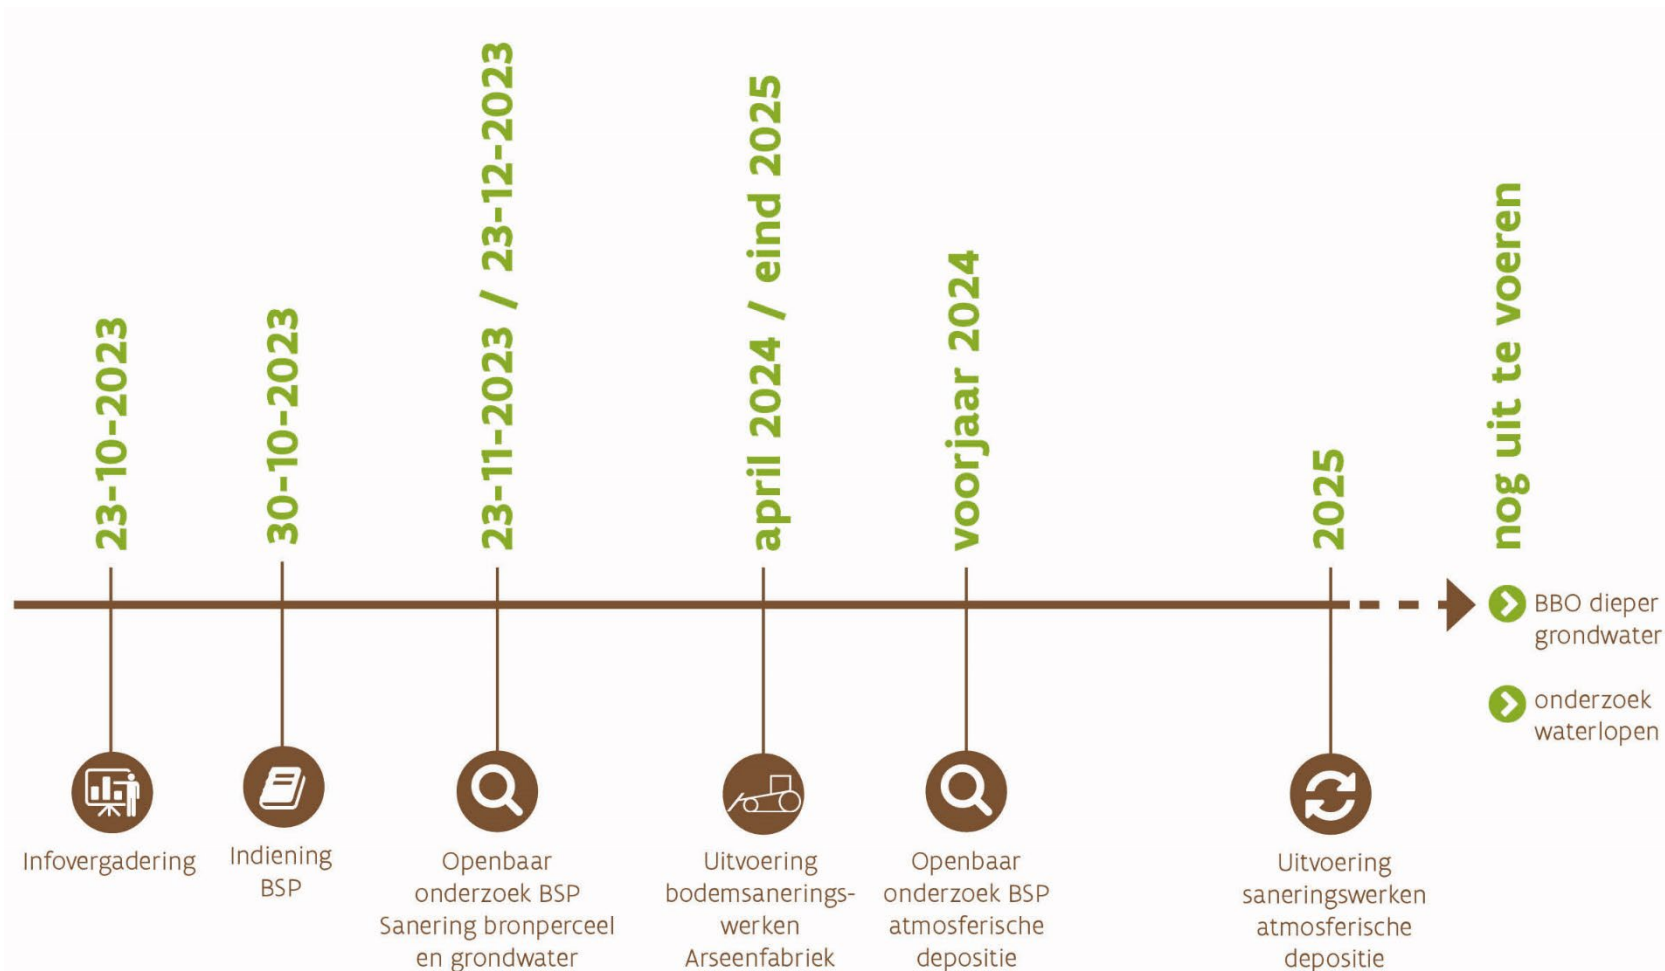 23-10-2023
30-10-2023
23-11-2023 / 23-12-2023
april 2024 / eind 2025
voorjaar 2024
2025
nog uit te voeren
BBO dieper
grondwater
onderzoek
waterlopen
Infovergadering
Indiening
BSP
Openbaar
onderzoek BSP
Sanering bronperceel
en grondwater
Uitvoering
bodemsanerings-
werken
Arseenfabriek
Openbaar
onderzoek BSP
atmosferische
depositie
Uitvoering
saneringswerken
atmosferische
depositie